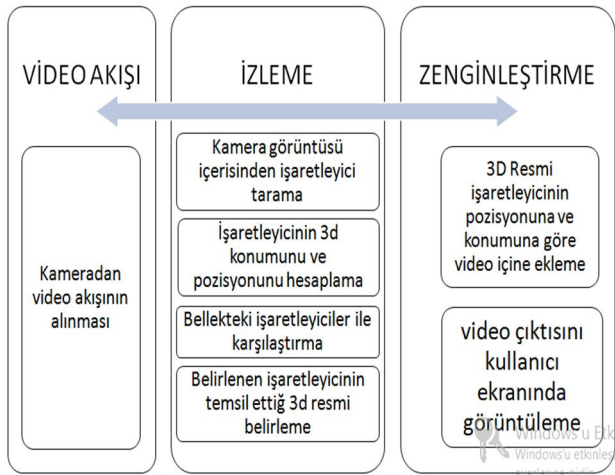 VİDEO AKIŞI
İZLEME
ZENGİNLEŞTİRME
Kameradan
video akışının
alınması
Kamera görüntüsü
içerisinden işaretleyici
tarama
İşaretleyicinin 3d
konumunu ve
pozisyonunu hesaplama
Bellekteki işaretleyiciler ile
karşılaştırma
Belirlenen işaretleyicinin
temsil ettiğ 3d resmi
belirleme
3D Resmi
işaretleyicinin
pozisyonuna ve
konumuna göre
video içine ekleme
video çıktısını
kullanıcı
ekranında
görüntüleme
Windows'u Etk
Windows'u etkinleş